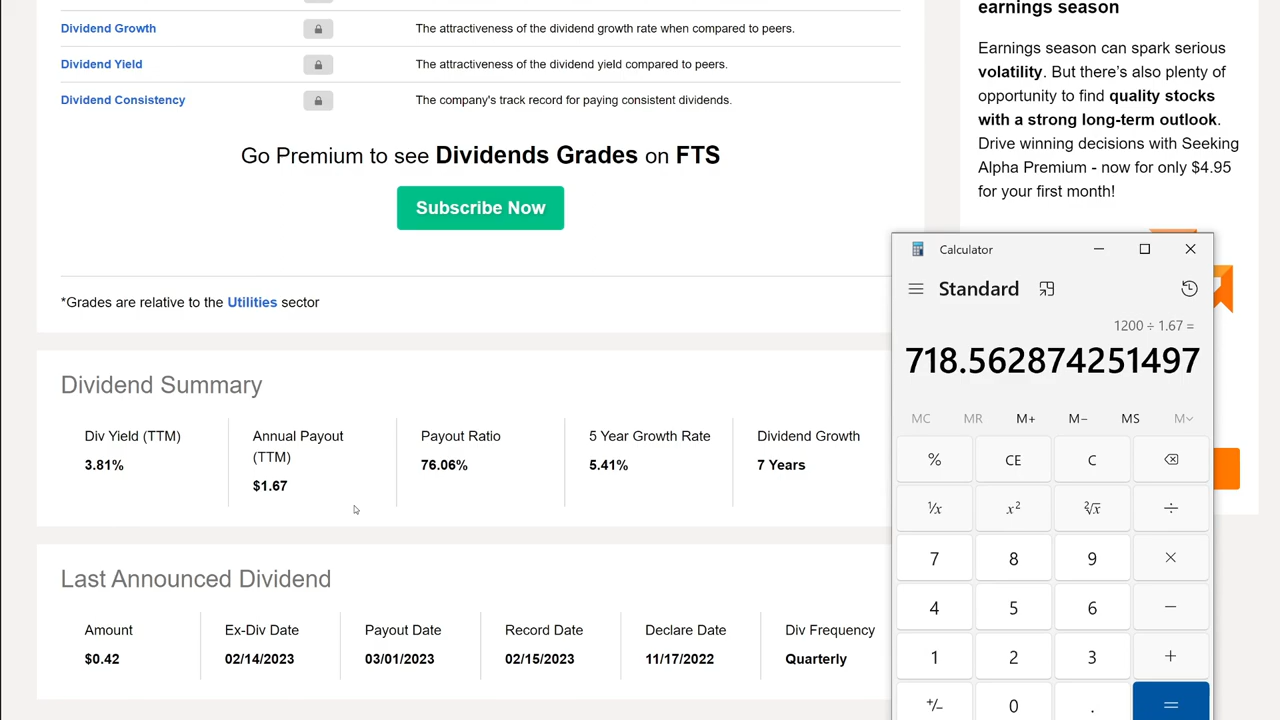 Dividend Growth
The attractiveness of the dividend growth rate when compared to peers.
Dividend Yield
The attractiveness of the dividend yield compared to peers.
Dividend Consistency
The company's track record for paying consistent dividends.
Go Premium to see Dividends Grades on FTS
Subscribe Now
*Grades are relative to the Utilities sector
Dividend Summary
Div Yield (TTM)
3.81%
Annual Payout
(TTM)
$1.67
Payout Ratio
76.06%
5 Year Growth Rate
5.41%
Dividend Growth
7 Years
Last Announced Dividend
Amount
$0.42
Ex-Div Date
02/14/2023
Payout Date
03/01/2023
Record Date
02/15/2023
Declare Date
11/17/2022
Div Frequency
Quarterly
earnings season
Earnings season can spark serious
volatility. But there's also plenty of
opportunity to find quality stocks
with a strong long-term outlook.
Drive winning decisions with Seeking
Alpha Premium - now for only $4.95
for your first month!
Calculator
Standard
1200 ÷ 1.67 =
718.562874251497
MC MR M+ M− MS M˅
% CE C
¹/x x² ²√x ÷
7 8 9 ×
4 5 6 −
1 2 3 +
+/− 0 . =